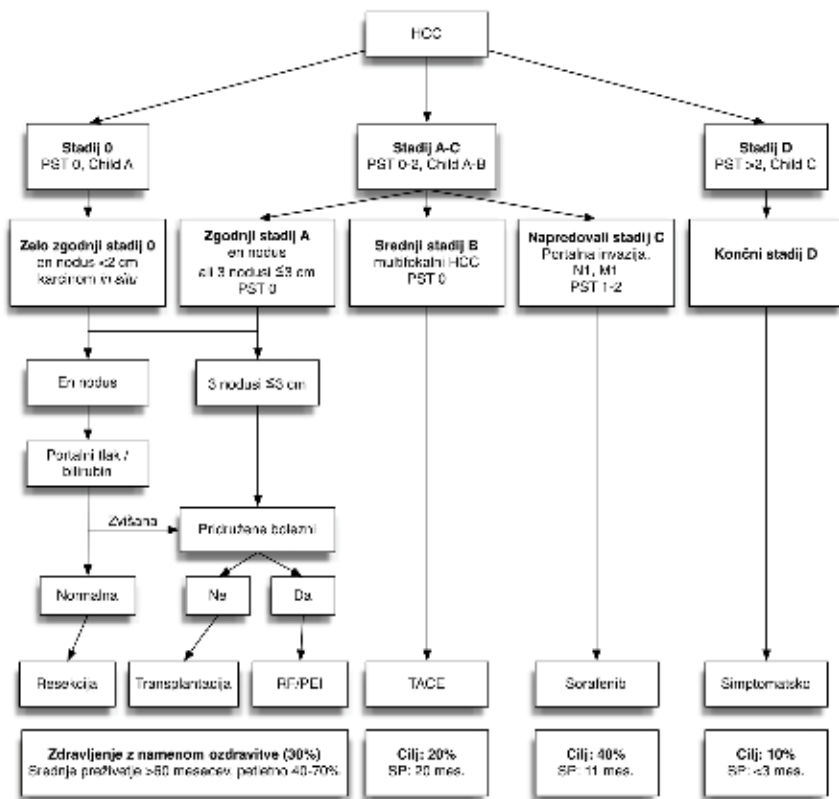 HCC
Stadij 0
PST 0, Child A
Stadij A-C
PST 0-2, Child A-B
Stadij D
PST >2, Child C
Zelo zgodnji stadij 0
en nodus <2 cm
karcinom in situ
Zgodnji stadij A
en nodus
ali 3 nodusi ≤3 cm
PST 0
Srednji stadij B
multifokalni HCC
PST 0
Napredovali stadij C
Portalna invazija,
N1, M1
PST 1-2
Končni stadij D
En nodus
3 nodusi ≤3 cm
Portalni tlak /
bilirubin
Zvišana
Pridružene bolezni
Normalna
Ne
Da
Resekcija
Transplantacija
RF/PEI
TACE
Sorafenib
Simptomatsko
Zdravljenje z namenom ozdravitve (30%)
Srednje preživetje >60 mesecev, petletno 40-70%
Cilj: 20%
SP: 20 mes.
Cilj: 40%
SP: 11 mes.
Cilj: 10%
SP: <3 mes.